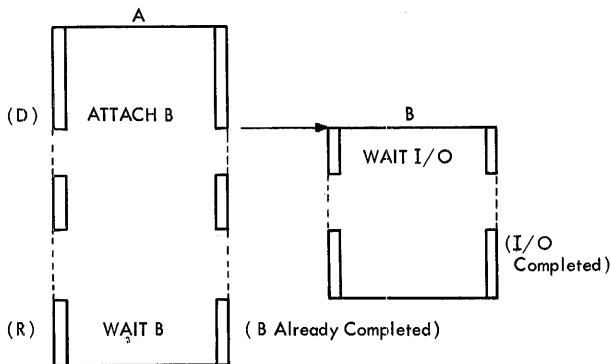 A
(D) ATTACH B
B
WAIT I/O
(I/O
Completed)
(R) WAIT B (B Already Completed)